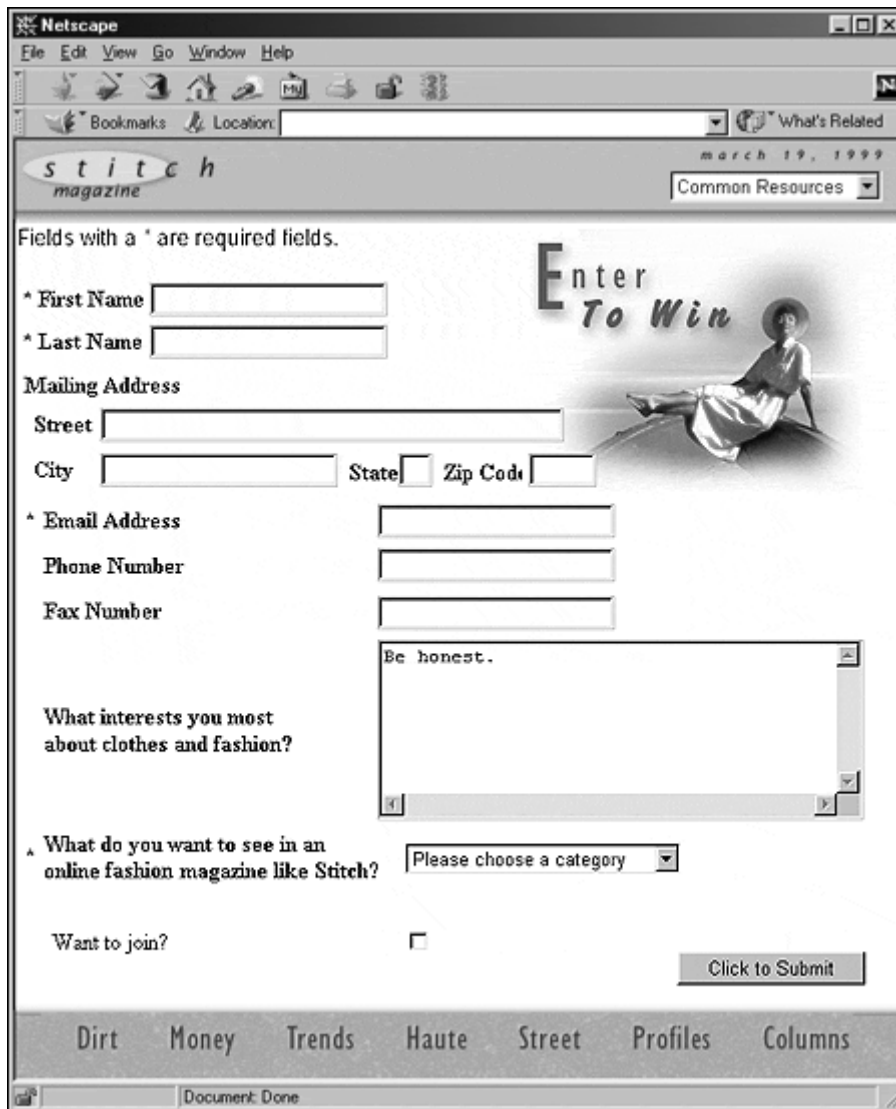 Netscape
File Edit View Go Window Help
My
N
Bookmarks Location: What's Related
stitch
magazine
march 19, 1999
Common Resources
Fields with a * are required fields.
Enter
To Win
* First Name
* Last Name
Mailing Address
Street
City State Zip Code
* Email Address
Phone Number
Fax Number
Be honest.
What interests you most
about clothes and fashion?
* What do you want to see in an
online fashion magazine like Stitch?
Please choose a category
Want to join?
Click to Submit
Dirt Money Trends Haute Street Profiles Columns
Document: Done